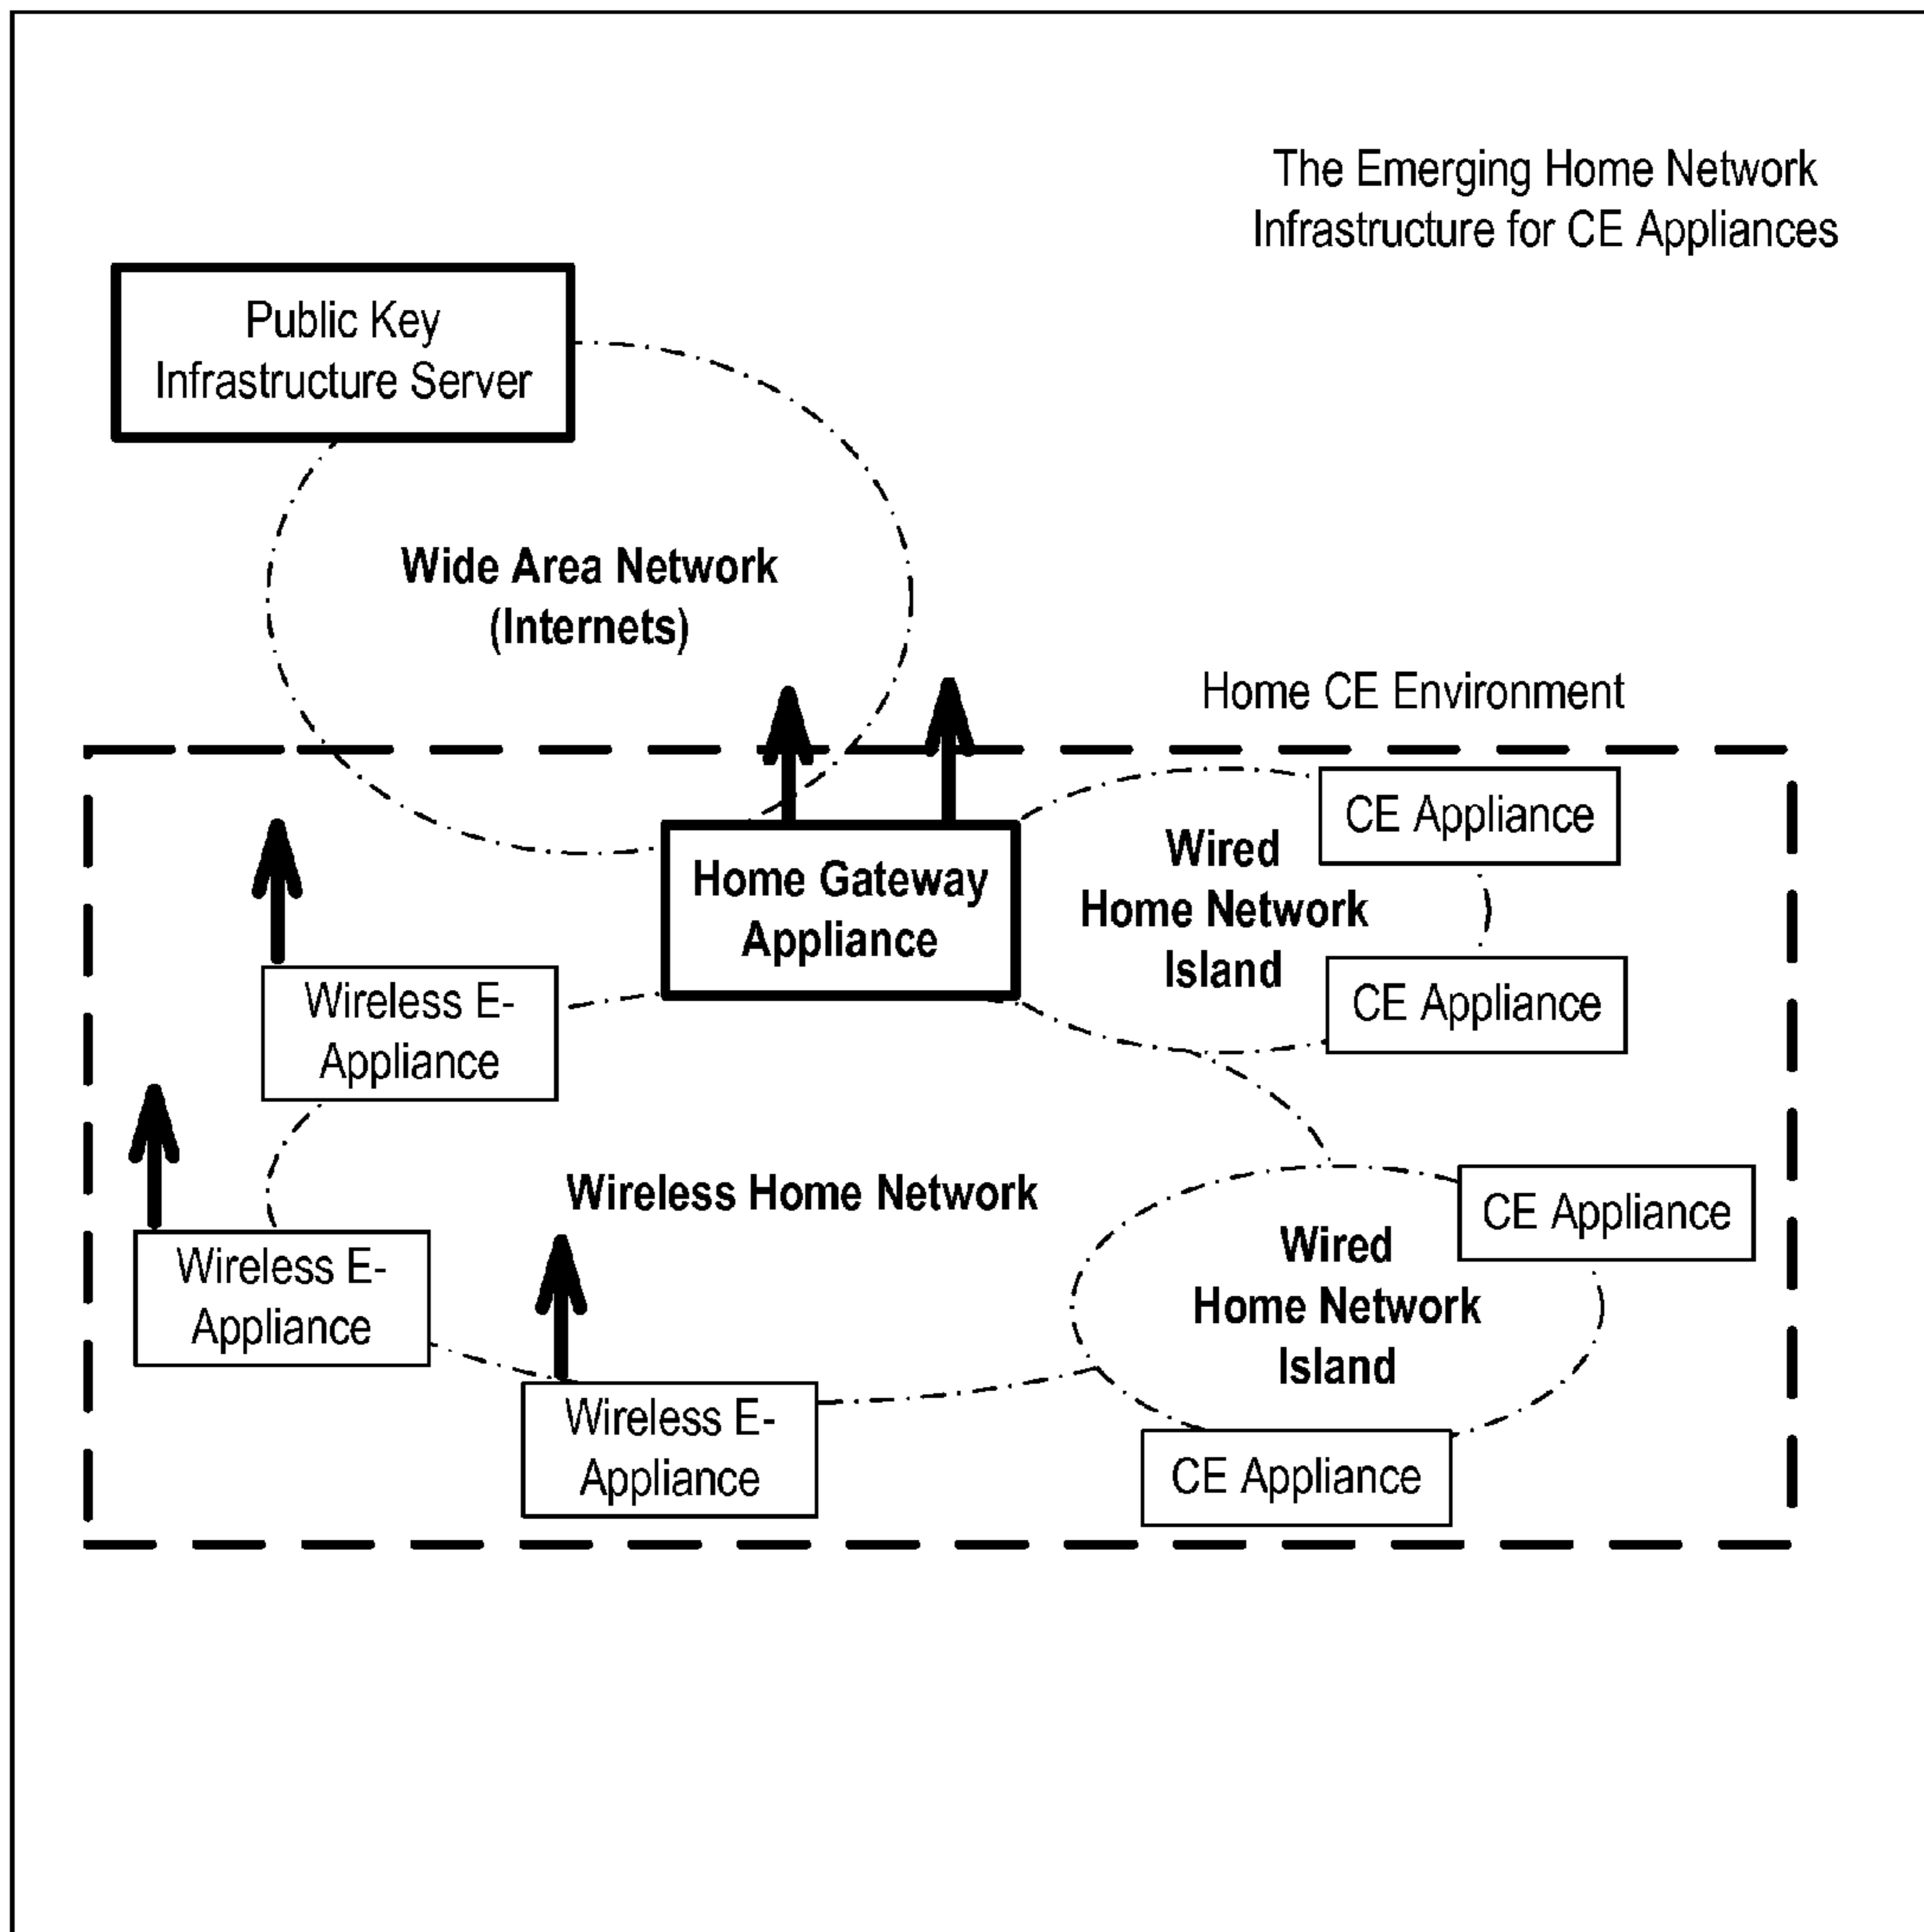 The Emerging Home Network
Infrastructure for CE Appliances
Public Key
Infrastructure Server
Wide Area Network
(Internets)
Home CE Environment
CE Appliance
Wired
Home Network
Island
Home Gateway
Appliance
CE Appliance
Wireless E-
Appliance
Wireless Home Network
CE Appliance
Wired
Home Network
Island
Wireless E-
Appliance
Wireless E-
Appliance
CE Appliance